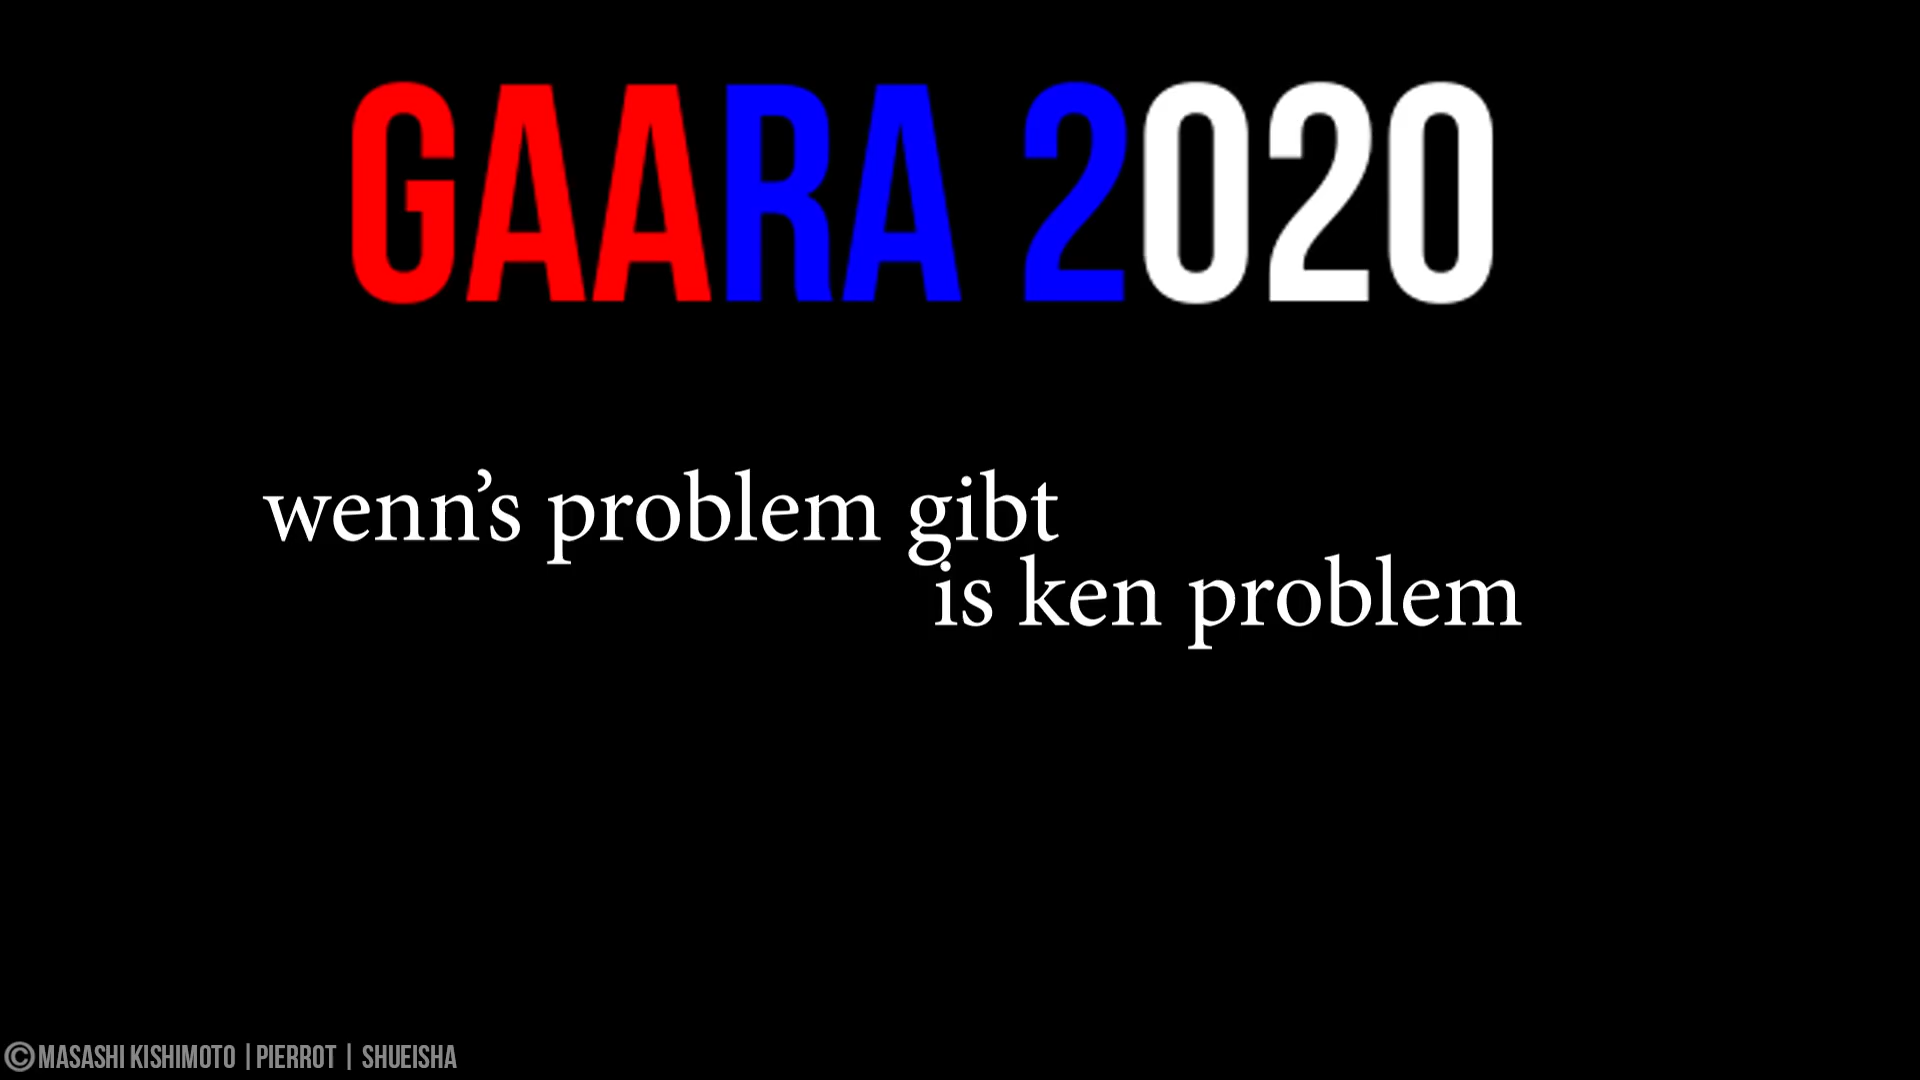 GAARA 2020
wenn’s problem gibt
is ken problem
©MASASHI KISHIMOTO | PIERROT | SHUEISHA